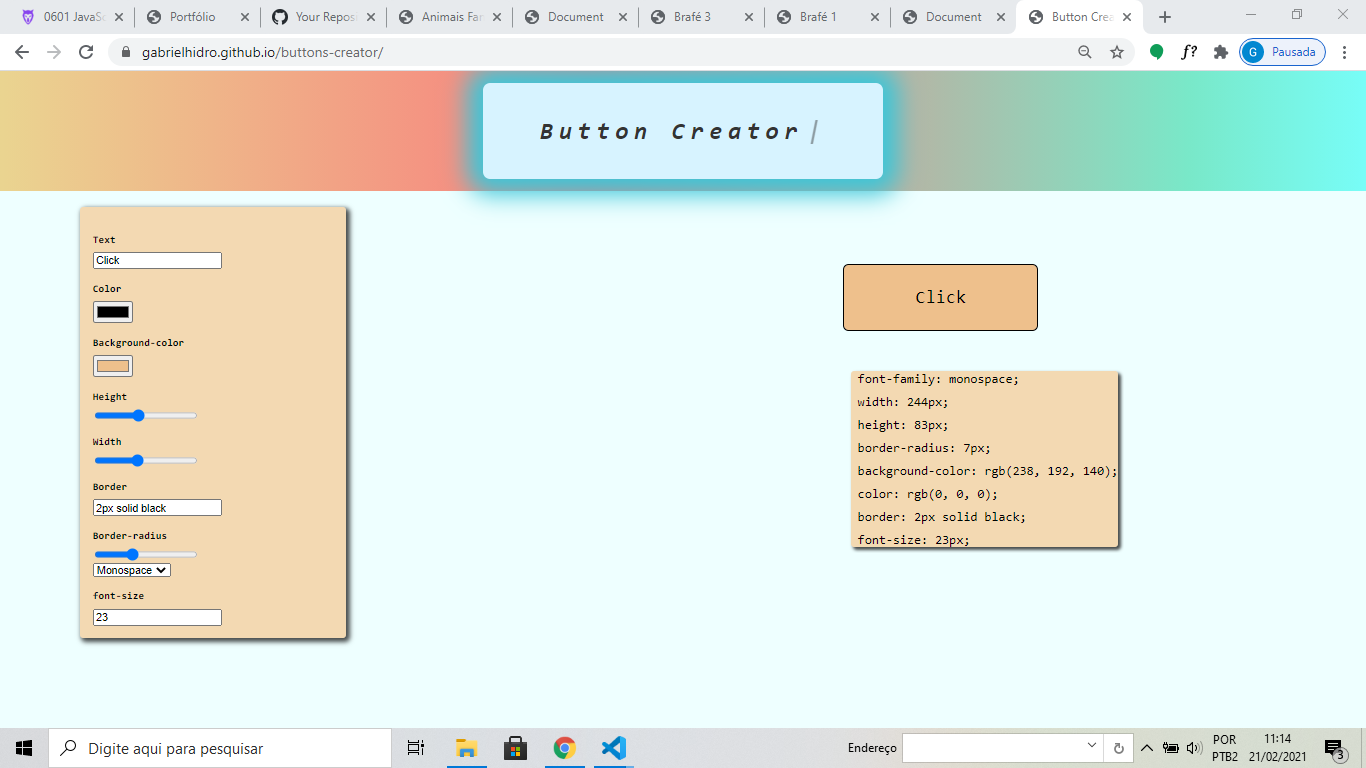 0601 JavaSc
Portfólio
Your Reposi
Animais Fan
Document
Brafé 3
Brafé 1
Document
Button Crea
gabrielhidro.github.io/buttons-creator/
f?
G
Pausada
Button Creator
Text
Click
Color
Background-color
Height
Width
Border
2px solid black
Border-radius
Monospace
font-size
23
Click
font-family: monospace;
width: 244px;
height: 83px;
border-radius: 7px;
background-color: rgb(238, 192, 140);
color: rgb(0, 0, 0);
border: 2px solid black;
font-size: 23px;
Digite aqui para pesquisar
Endereço
POR
PTB2
11:14
21/02/2021
3